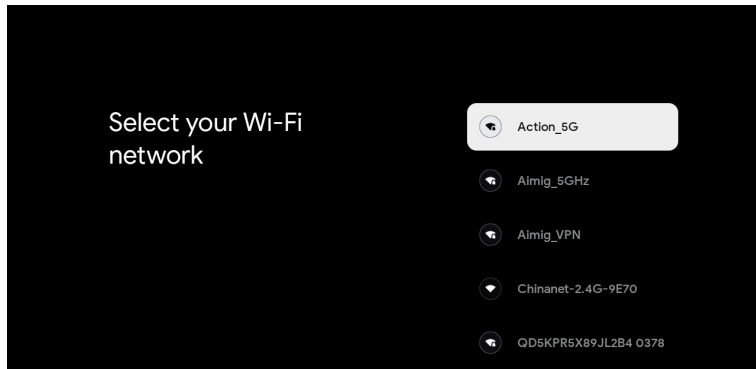 Select your Wi-Fi
network
Action_5G
Aimig_5GHz
Aimig_VPN
Chinanet-2.4G-9E70
QD5KPR5X89JL2B4 0378